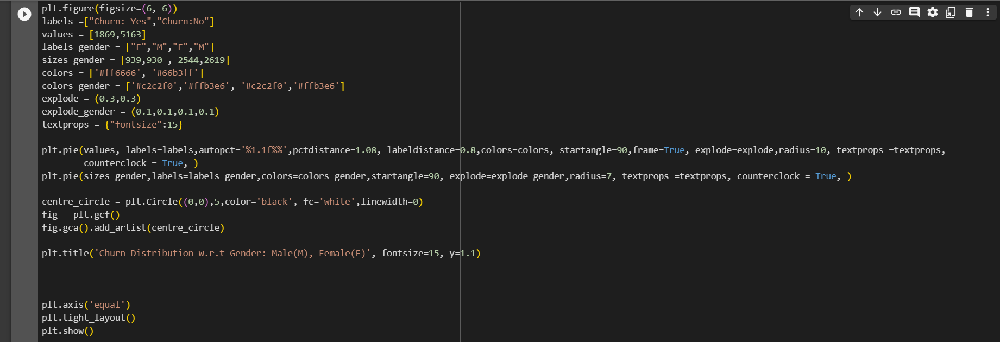 plt.figure(figsize=(6, 6))
labels =["Churn: Yes","Churn:No"]
values = [1869,5163]
labels_gender = ["F","M","F","M"]
sizes_gender = [939,930 , 2544,2619]
colors = ['#ff6666', '#66b3ff']
colors_gender = ['#c2c2f0','#ffb3e6', '#c2c2f0','#ffb3e6']
explode = (0.3,0.3)
explode_gender = (0.1,0.1,0.1,0.1)
textprops = {"fontsize":15}
plt.pie(values, labels=labels,autopct='%1.1f%%',pctdistance=1.08, labeldistance=0.8,colors=colors, startangle=90,frame=True, explode=explode,radius=10, textprops =textprops,
counterclock = True, )
plt.pie(sizes_gender,labels=labels_gender,colors=colors_gender,startangle=90, explode=explode_gender,radius=7, textprops =textprops, counterclock = True, )
centre_circle = plt.Circle((0,0),5,color='black', fc='white',linewidth=0)
fig = plt.gcf()
fig.gca().add_artist(centre_circle)
plt.title('Churn Distribution w.r.t Gender: Male(M), Female(F)', fontsize=15, y=1.1)
plt.axis('equal')
plt.tight_layout()
plt.show()